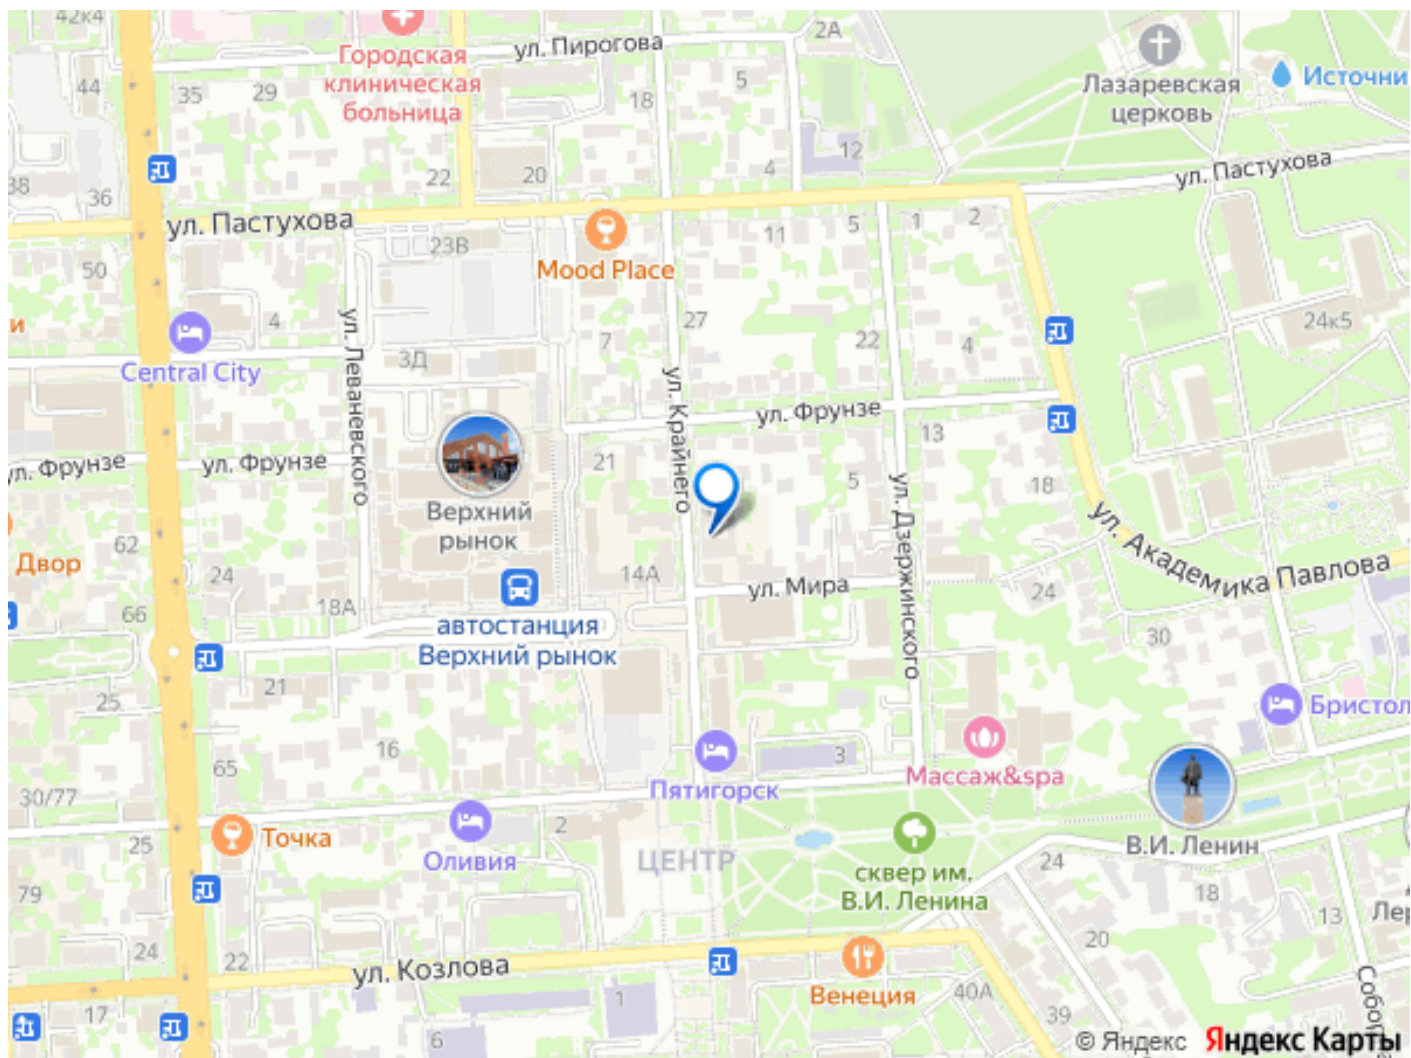 42к4
ул. Пирогова
2А
Городская
клиническая
больница
44
35
29
18
5
Лазаревская
церковь
Источни
12
38
36
22
20
4
ул. Пастухова
ул. Пастухова
23В
Mood Place
11
5
1
2
50
и
4
Central City
ул. Леваневского
3Д
7
27
22
4
24к5
ул. Крайнего
ул. Фрунзе
13
ул. Фрунзе
ул. Фрунзе
21
5
18
Верхний
рынок
ул. Дзержинского
ул. Академика Павлова
62
Двор
24
14А
ул. Мира
24
66
18А
автостанция
Верхний рынок
30
21
25
16
65
3
Бристол
Пятигорск
Массаж&spa
30/77
25
Точка
2
Оливия
ЦЕНТР
сквер им.
В.И. Ленина
В.И. Ленин
24
18
13
Лер
79
24
22
ул. Козлова
20
Венеция
40А
39
Собор
17
6
1
© Яндекс Яндекс Карты